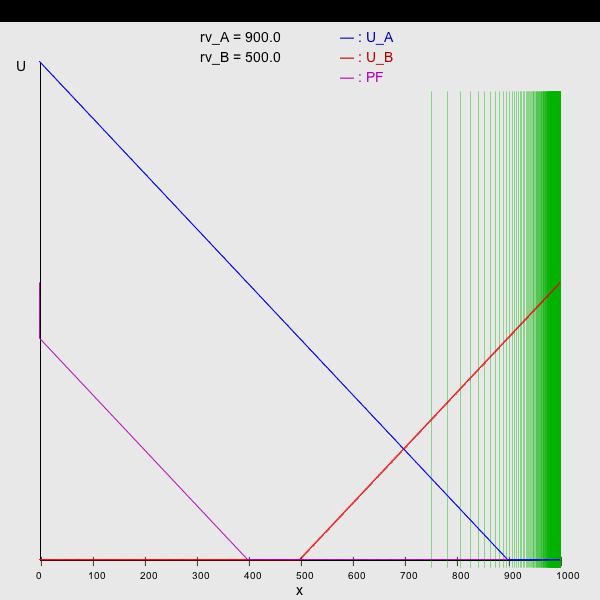 rv_A = 900.0 — : U_A
rv_B = 500.0 — : U_B
— : PF
U
0 100 200 300 400 500 600 700 800 900 1000
x